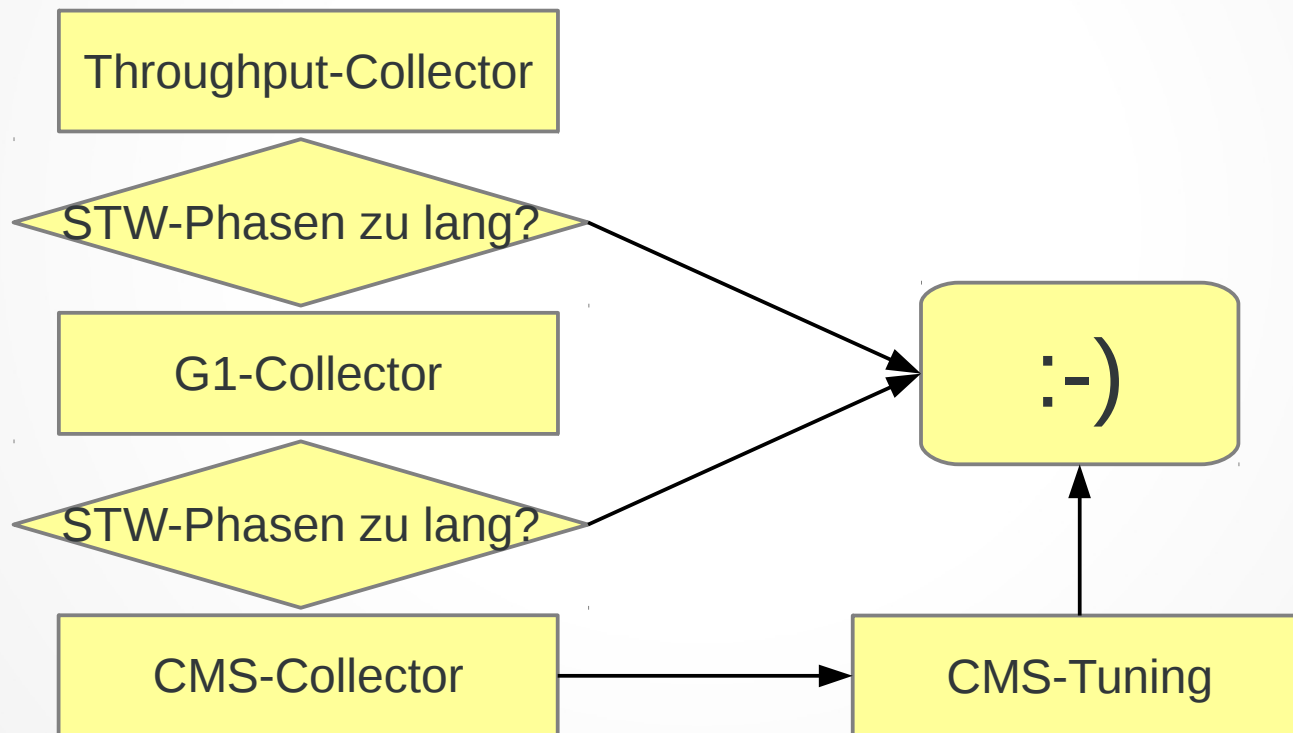 Throughput-Collector
STW-Phasen zu lang?
G1-Collector
:-)
STW-Phasen zu lang?
CMS-Collector
CMS-Tuning